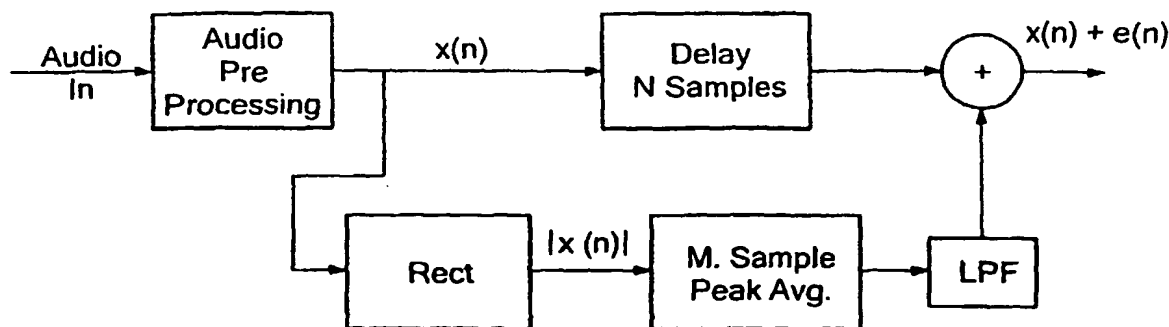 Audio
In
Audio
Pre
Processing
x(n)
Delay
N Samples
+
x(n) + e(n)
Rect
|x (n)|
M. Sample
Peak Avg.
LPF